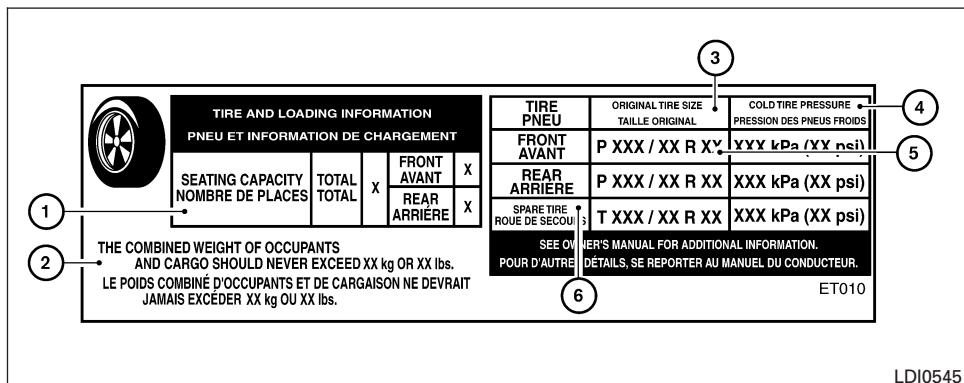 3
TIRE AND LOADING INFORMATION
PNEU ET INFORMATION DE CHARGEMENT
SEATING CAPACITY
NOMBRE DE PLACES
TOTAL
TOTAL
X
FRONT
AVANT
X
REAR
ARRIÉRE
X
1
2
THE COMBINED WEIGHT OF OCCUPANTS
AND CARGO SHOULD NEVER EXCEED XX kg OR XX lbs.
LE POIDS COMBINÉ D'OCCUPANTS ET DE CARGAISON NE DEVRAIT
JAMAIS EXCÉDER XX kg OU XX lbs.
TIRE
PNEU
ORIGINAL TIRE SIZE
TAILLE ORIGINAL
COLD TIRE PRESSURE
PRESSION DES PNEUS FROIDS
4
FRONT
AVANT
P XXX / XX R XX
XXX kPa (XX psi)
5
REAR
ARRIÈRE
P XXX / XX R XX
XXX kPa (XX psi)
SPARE TIRE
ROUE DE SECOURS
T XXX / XX R XX
XXX kPa (XX psi)
SEE OWNER'S MANUAL FOR ADDITIONAL INFORMATION.
POUR D'AUTRES DÉTAILS, SE REPORTER AU MANUEL DU CONDUCTEUR.
6
ET010
LDI0545